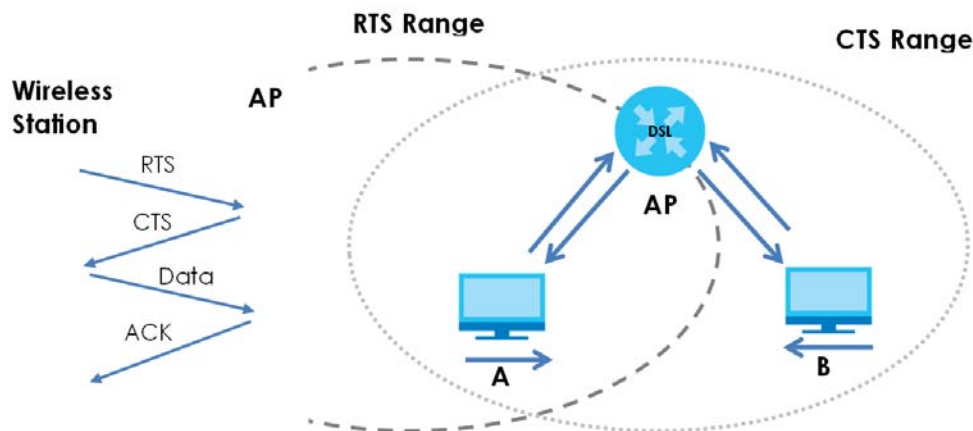 RTS Range
CTS Range
Wireless
Station
AP
RTS
CTS
Data
ACK
DSL
AP
A
B